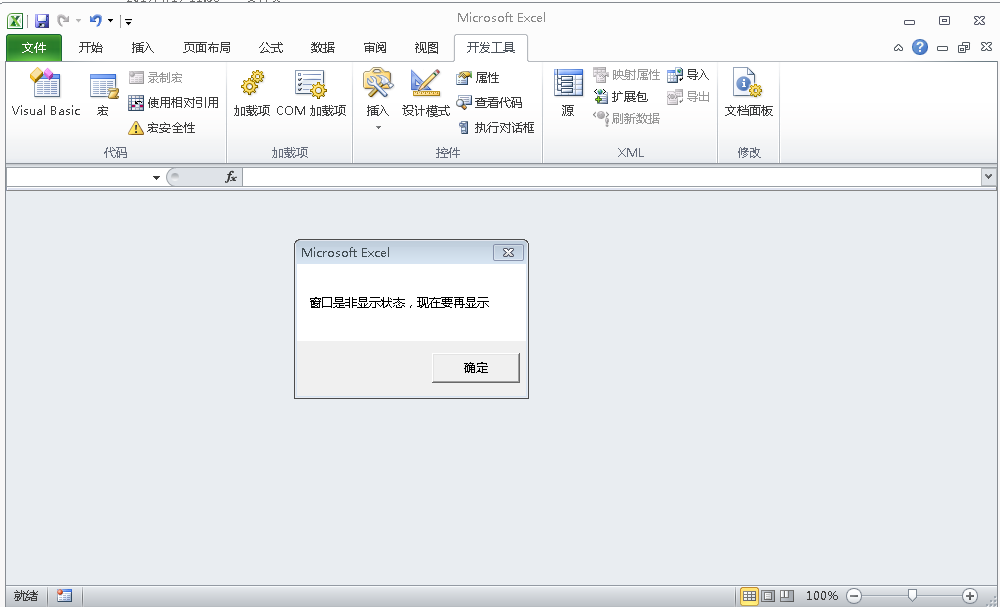 Microsoft Excel
文件 开始 插入 页面布局 公式 数据 审阅 视图 开发工具
Visual Basic
宏
录制宏
使用相对引用
宏安全性
代码
加载项
COM 加载项
加载项
插入
设计模式
属性
查看代码
执行对话框
控件
源
映射属性
扩展包
刷新数据
导入
导出
XML
文档面板
修改
fx
Microsoft Excel
窗口是非显示状态，现在要再显示
确定
就绪
100%